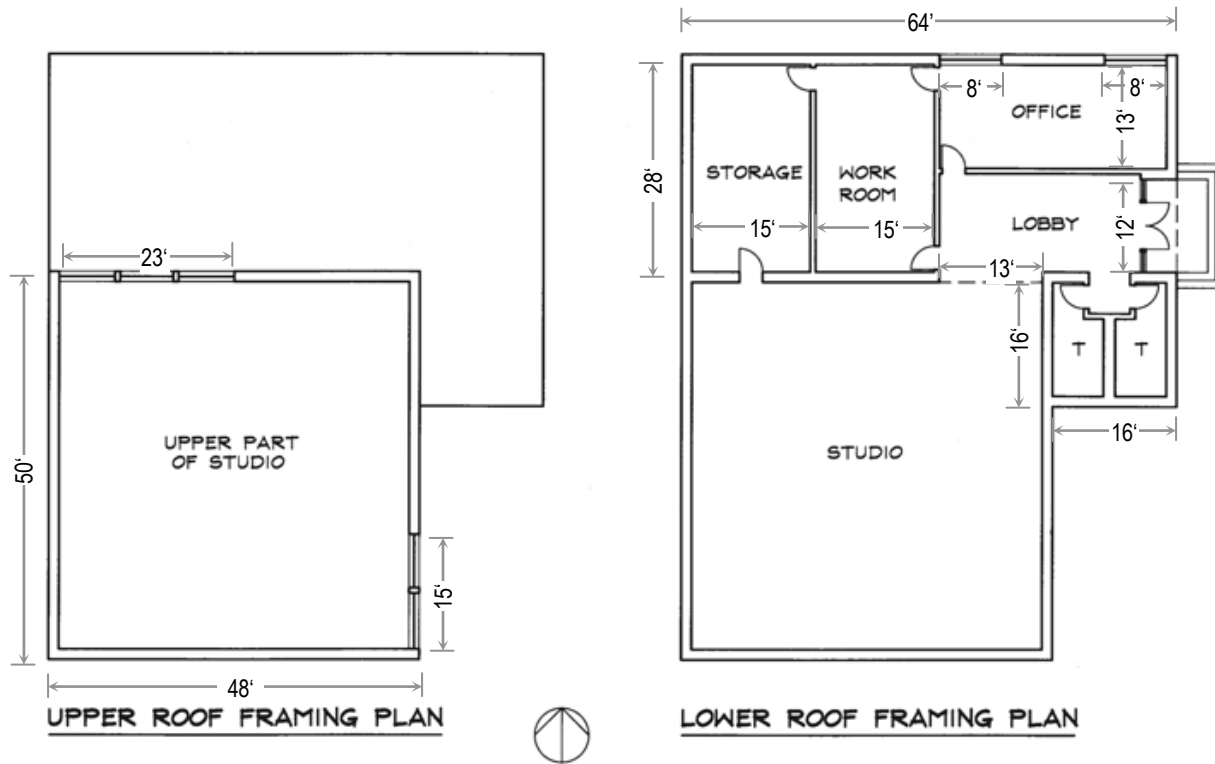 23‘
50‘
UPPER PART
OF STUDIO
15‘
48‘
UPPER ROOF FRAMING PLAN
64‘
8‘
8‘
OFFICE
13‘
28‘
STORAGE
WORK
ROOM
15‘
15‘
LOBBY
12‘
13‘
16‘
T
T
16‘
STUDIO
LOWER ROOF FRAMING PLAN